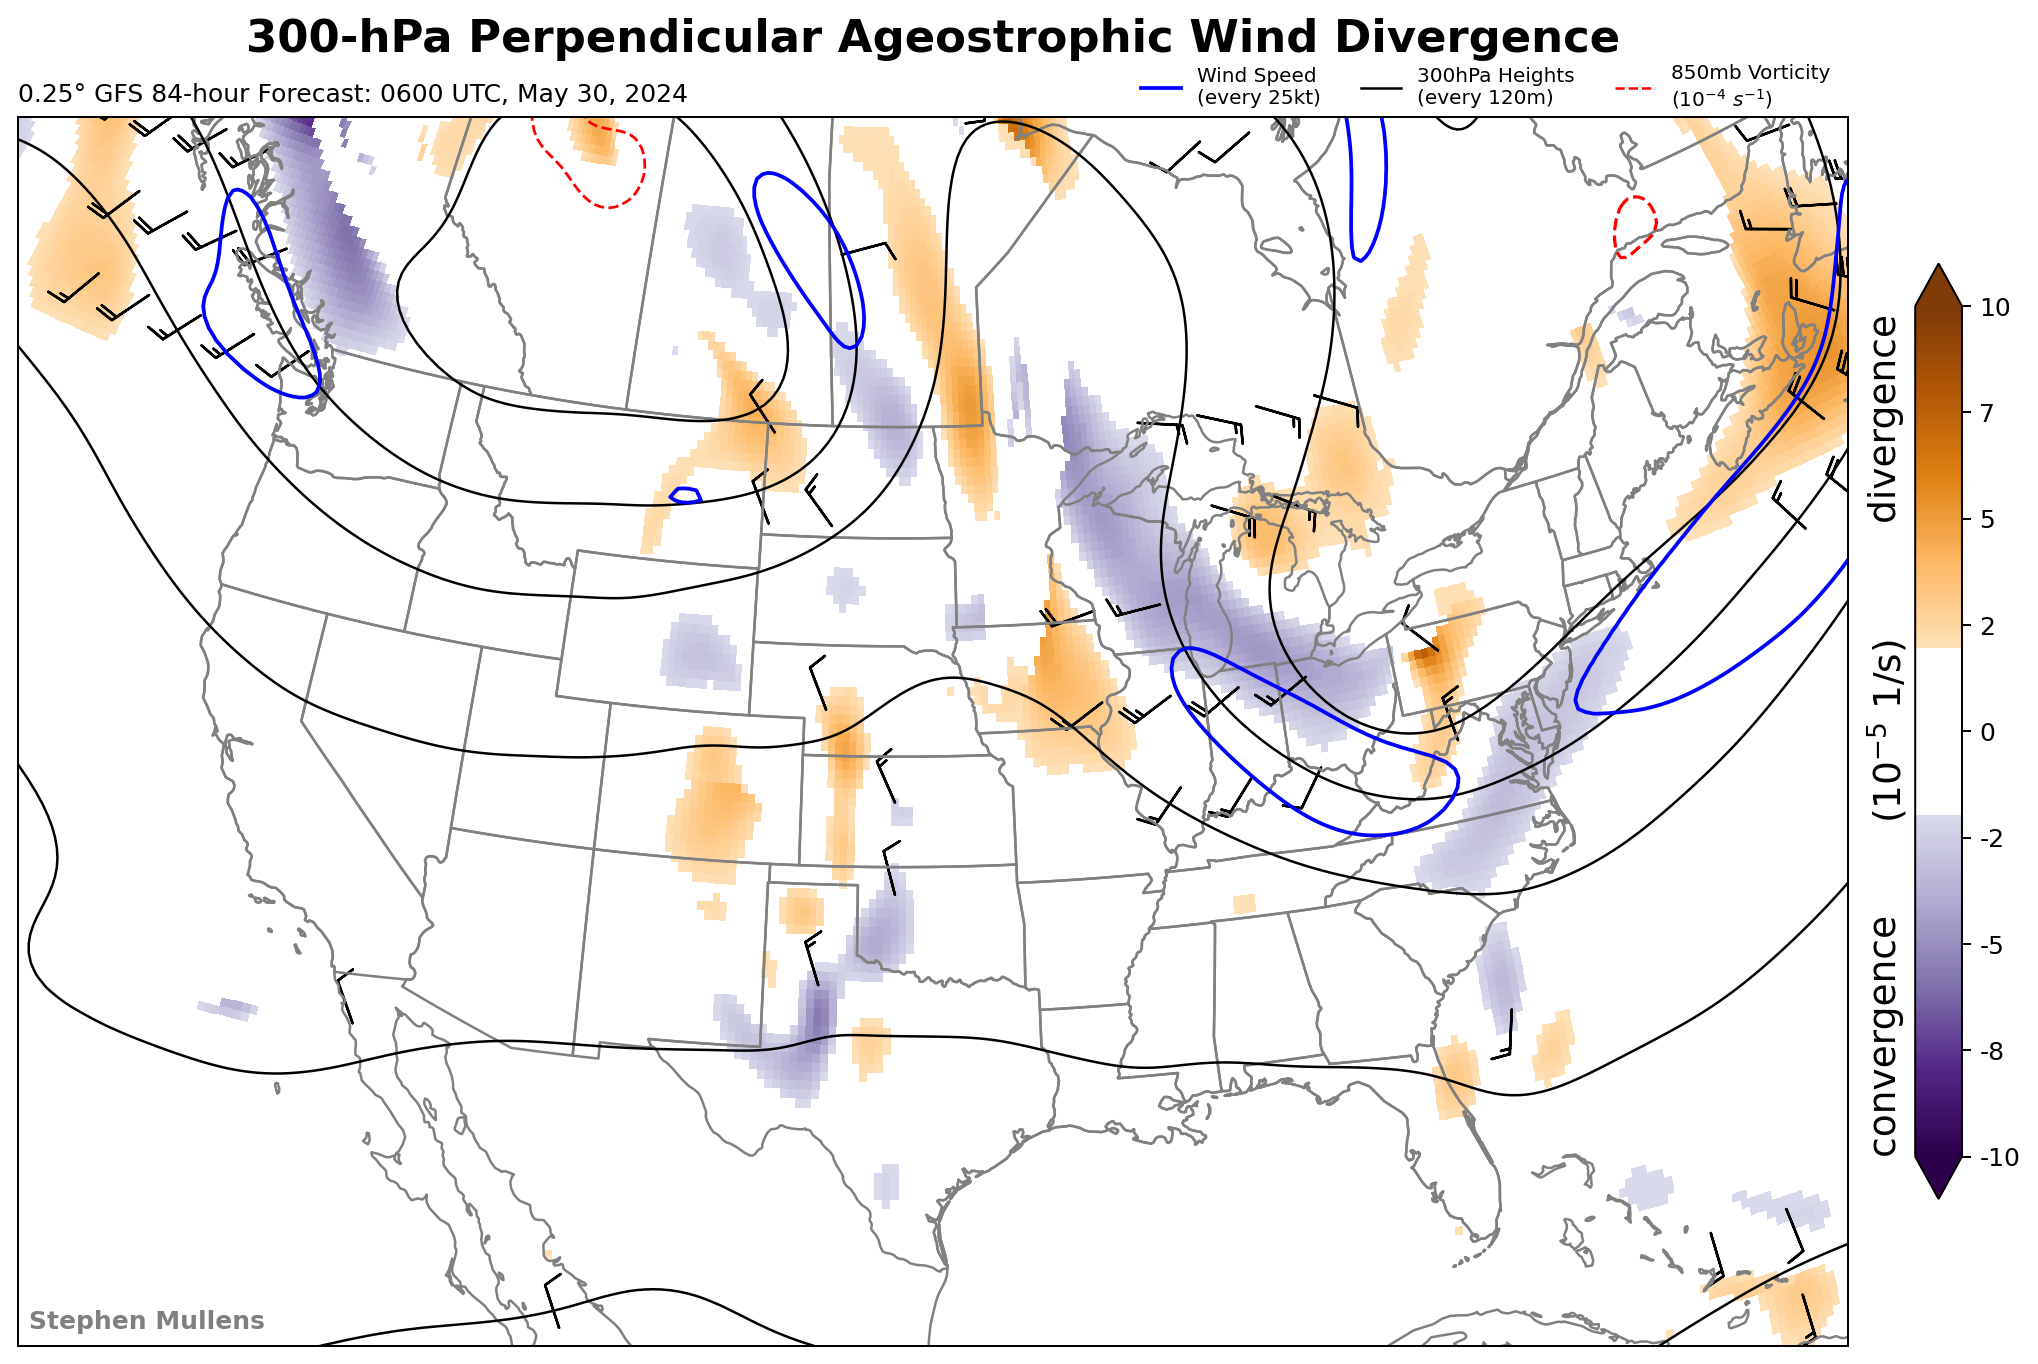 300-hPa Perpendicular Ageostrophic Wind Divergence
0.25° GFS 84-hour Forecast: 0600 UTC, May 30, 2024
Wind Speed
(every 25kt)
300hPa Heights
(every 120m)
850mb Vorticity
(10⁻⁴ s⁻¹)
10
7
5
2
0
-2
-5
-8
-10
convergence (10⁻⁵ 1/s) divergence
Stephen Mullens